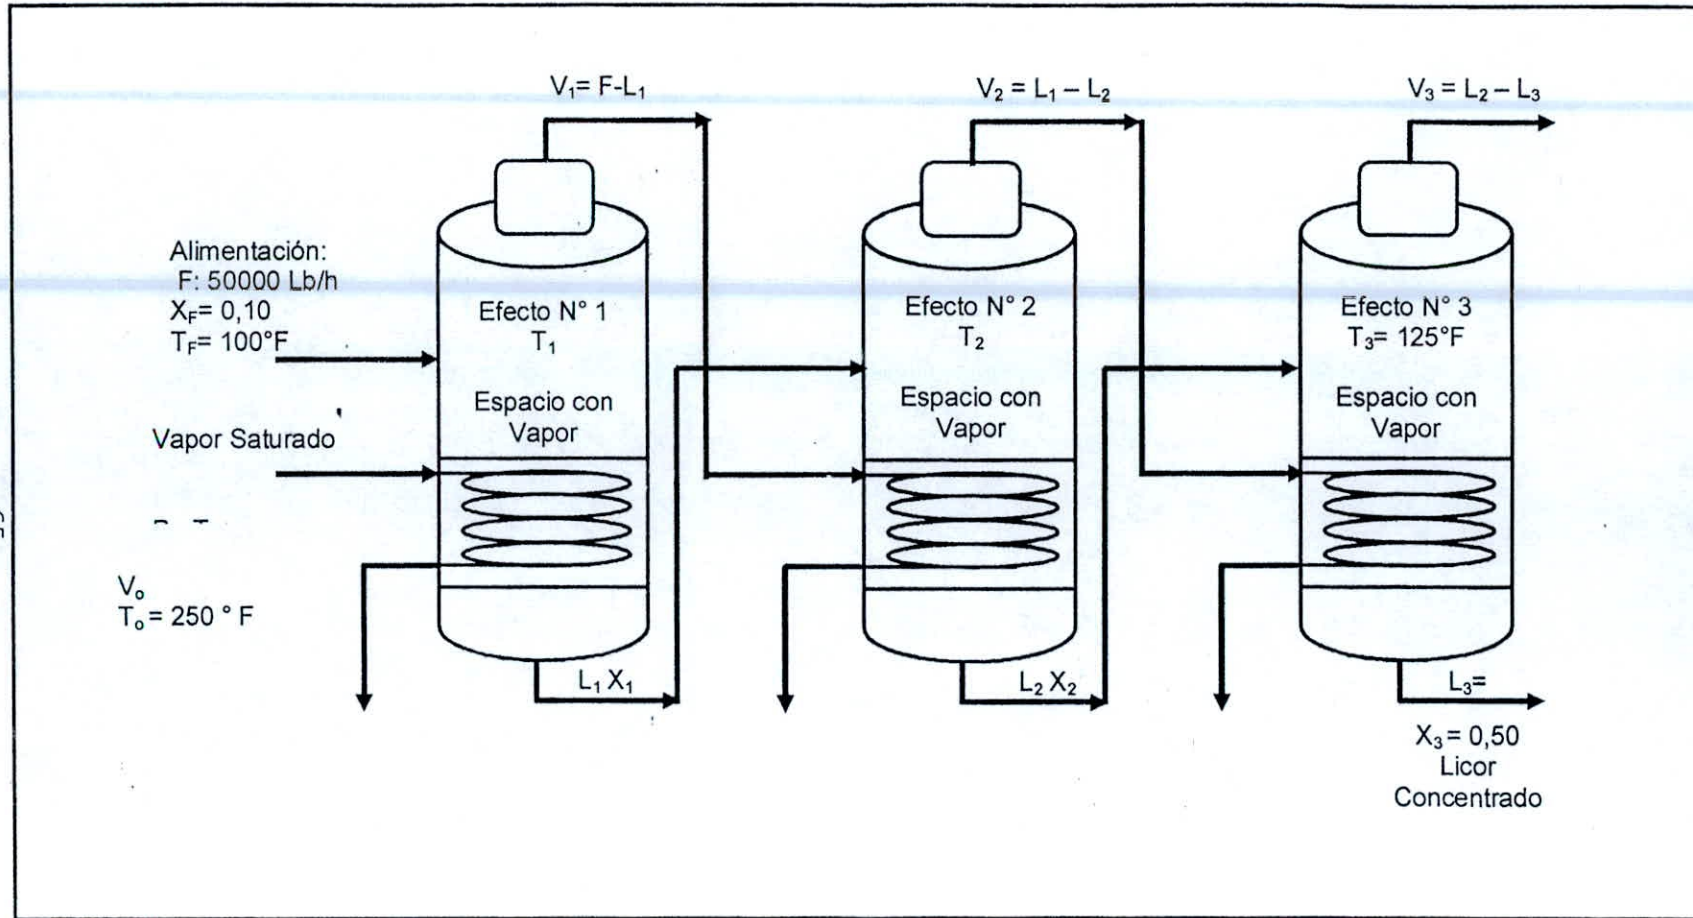 V₁= F-L₁
V₂ = L₁ – L₂
V₃ = L₂ – L₃
Alimentación:
F: 50000 Lb/h
X_F= 0,10
T_F= 100°F
Efecto N° 1
T₁
Efecto N° 2
T₂
Efecto N° 3
T₃= 125°F
Espacio con
Vapor
Espacio con
Vapor
Espacio con
Vapor
Vapor Saturado
Vₒ
Tₒ= 250 ° F
L₁ X₁
L₂ X₂
L₃=
X₃= 0,50
Licor
Concentrado